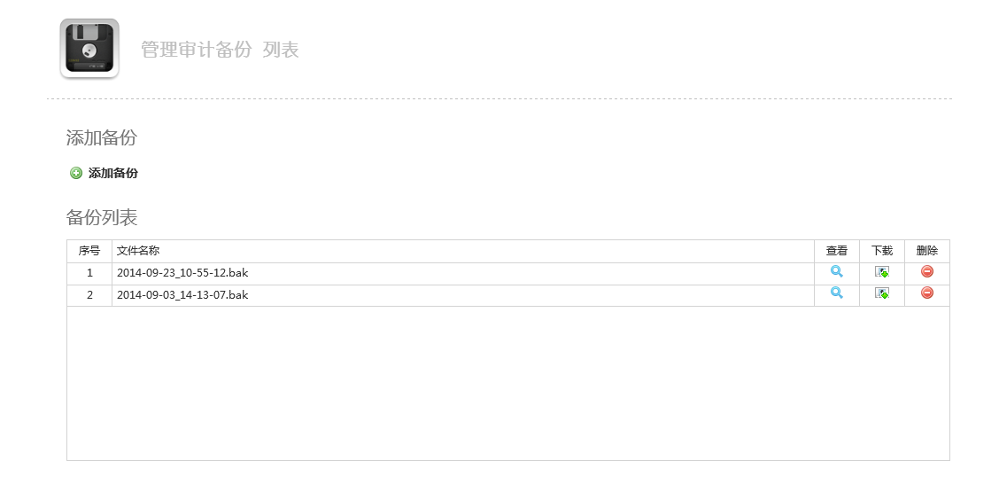 管理审计备份 列表
添加备份
添加备份
备份列表
序号 文件名称 查看 下载 删除
1 2014-09-23_10-55-12.bak
2 2014-09-03_14-13-07.bak